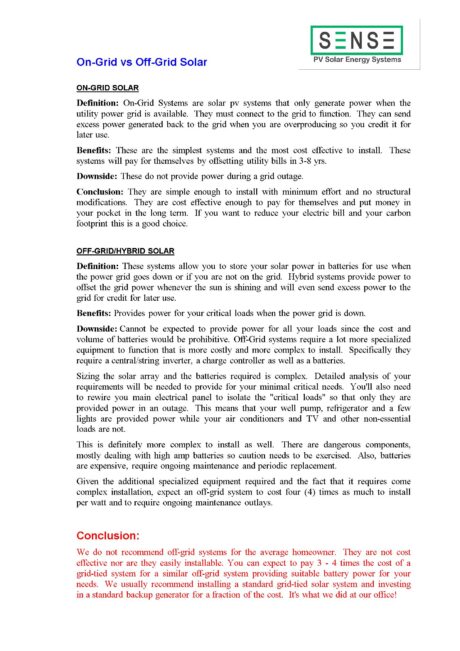 SENSE
PV Solar Energy Systems
On-Grid vs Off-Grid Solar
ON-GRID SOLAR
Definition: On-Grid Systems are solar pv systems that only generate power when the
utility power grid is available. They must connect to the grid to function. They can send
excess power generated back to the grid when you are overproducing so you credit it for
later use.
Benefits: These are the simplest systems and the most cost effective to install. These
systems will pay for themselves by offsetting utility bills in 3-8 yrs.
Downside: These do not provide power during a grid outage.
Conclusion: They are simple enough to install with minimum effort and no structural
modifications. They are cost effective enough to pay for themselves and put money in
your pocket in the long term. If you want to reduce your electric bill and your carbon
footprint this is a good choice.
OFF-GRID/HYBRID SOLAR
Definition: These systems allow you to store your solar power in batteries for use when
the power grid goes down or if you are not on the grid. Hybrid systems provide power to
offset the grid power whenever the sun is shining and will even send excess power to the
grid for credit for later use.
Benefits: Provides power for your critical loads when the power grid is down.
Downside: Cannot be expected to provide power for all your loads since the cost and
volume of batteries would be prohibitive. Off-Grid systems require a lot more specialized
equipment to function that is more costly and more complex to install. Specifically they
require a central/string inverter, a charge controller as well as a batteries.
Sizing the solar array and the batteries required is complex. Detailed analysis of your
requirements will be needed to provide for your minimal critical needs. You'll also need
to rewire you main electrical panel to isolate the "critical loads" so that only they are
provided power in an outage. This means that your well pump, refrigerator and a few
lights are provided power while your air conditioners and TV and other non-essential
loads are not.
This is definitely more complex to install as well. There are dangerous components,
mostly dealing with high amp batteries so caution needs to be exercised. Also, batteries
are expensive, require ongoing maintenance and periodic replacement.
Given the additional specialized equipment required and the fact that it requires come
complex installation, expect an off-grid system to cost four (4) times as much to install
per watt and to require ongoing maintenance outlays.
Conclusion:
We do not recommend off-grid systems for the average homeowner. They are not cost
effective nor are they easily installable. You can expect to pay 3 - 4 times the cost of a
grid-tied system for a similar off-grid system providing suitable battery power for your
needs. We usually recommend installing a standard grid-tied solar system and investing
in a standard backup generator for a fraction of the cost. It's what we did at our office!